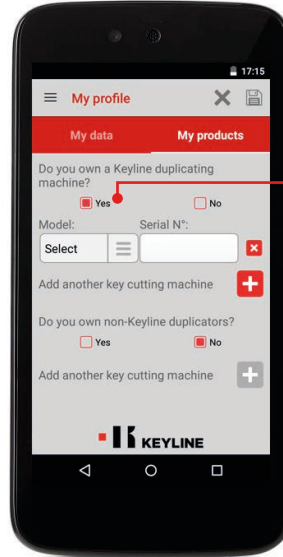 17:15
My profile
My data My products
Do you own a Keyline duplicating
machine?
Yes No
Model: Serial N°:
Select
Add another key cutting machine
Do you own non-Keyline duplicators?
Yes No
Add another key cutting machine
KEYLINE